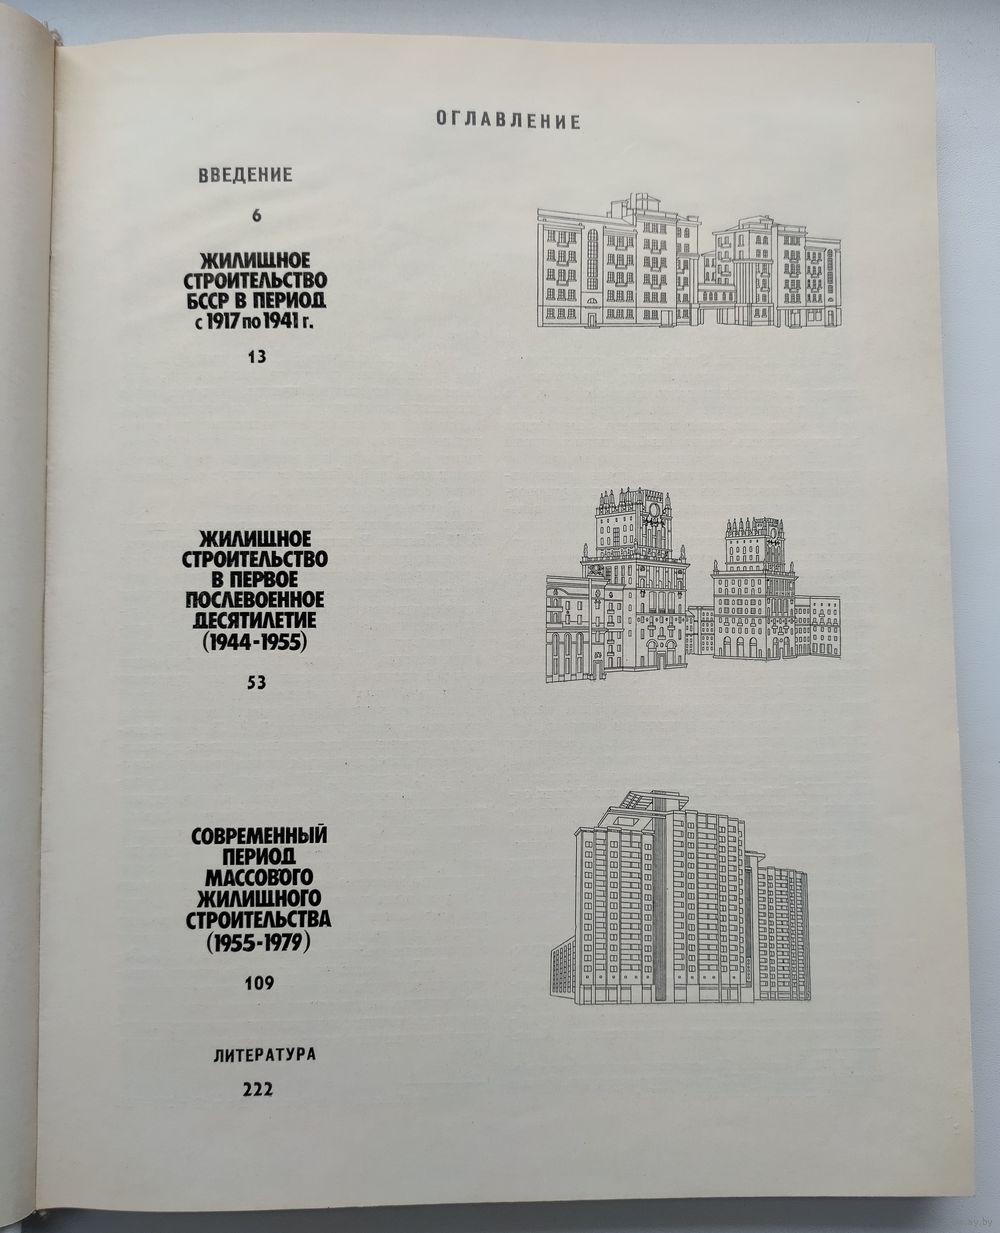 ОГЛАВЛЕНИЕ
ВВЕДЕНИЕ
6
ЖИЛИЩНОЕ
СТРОИТЕЛЬСТВО
БССР В ПЕРИОД
с 1917 по 1941 г.
13
ЖИЛИЩНОЕ
СТРОИТЕЛЬСТВО
В ПЕРВОЕ
ПОСЛЕВОЕННОЕ
ДЕСЯТИЛЕТИЕ
(1944-1955)
53
СОВРЕМЕННЫЙ
ПЕРИОД
МАССОВОГО
ЖИЛИЩНОГО
СТРОИТЕЛЬСТВА
(1955-1979)
109
ЛИТЕРАТУРА
222